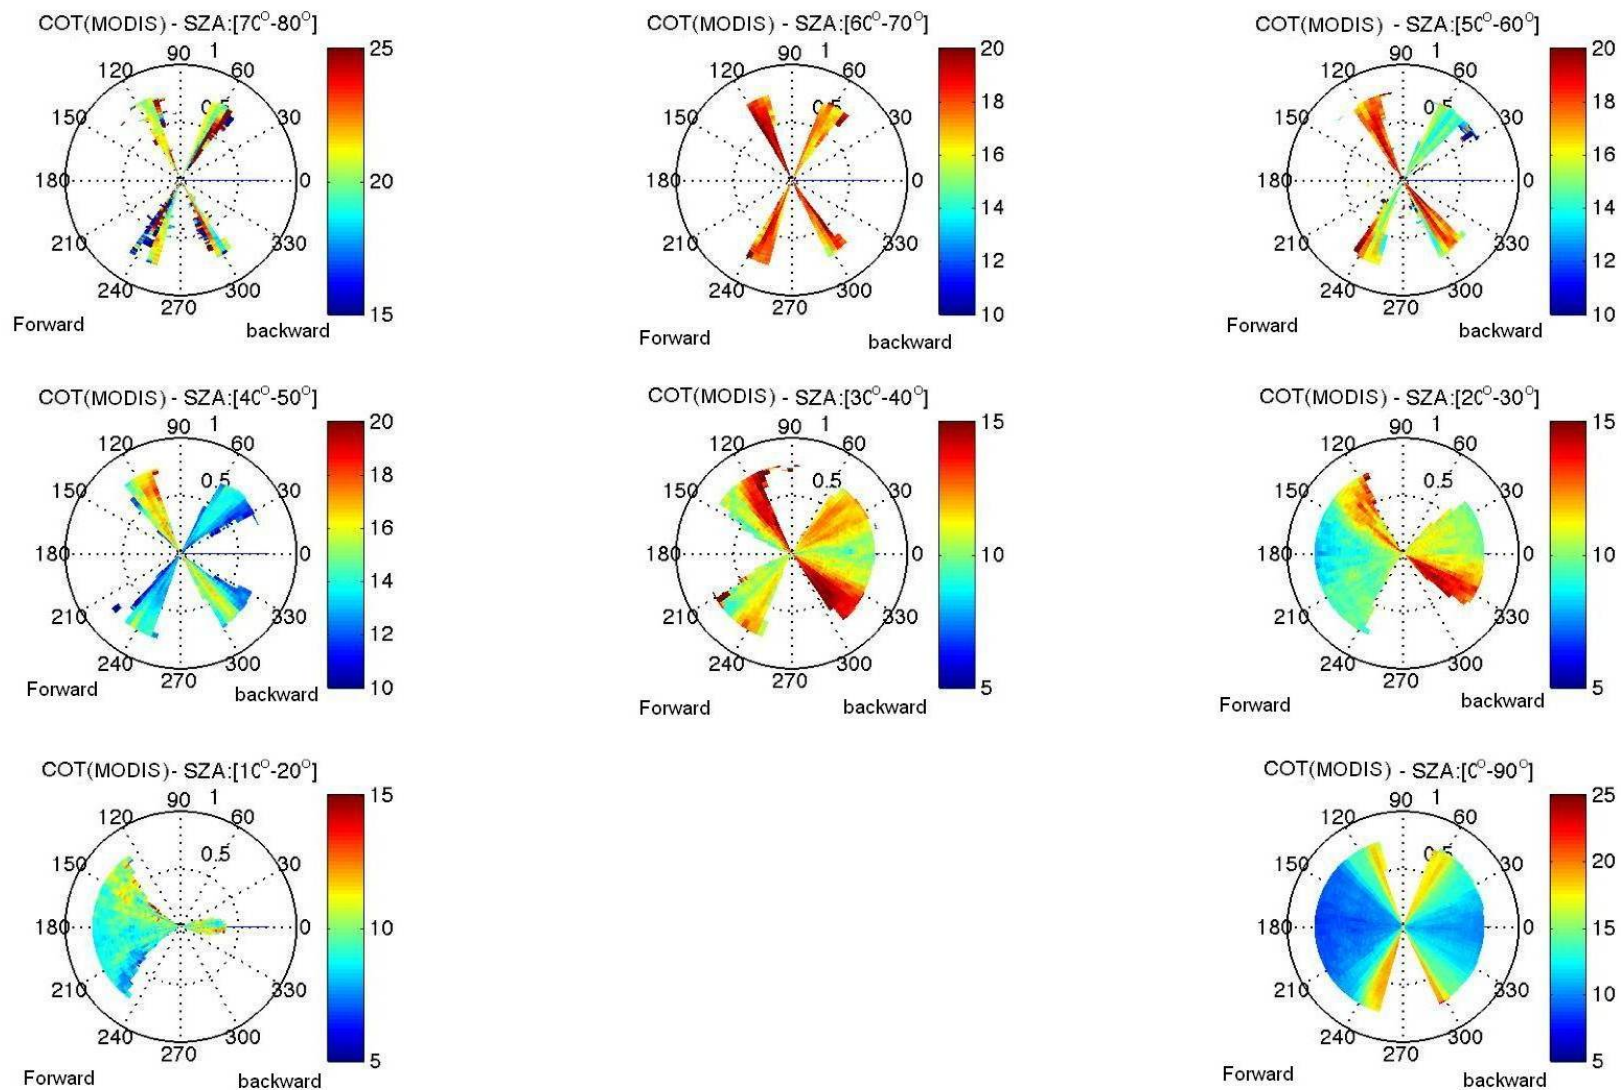 COT(MODIS) - SZA:[70°-80°]
90 1
120 60 25
150 0.5 30
180 0 20
210 330
240 300
270 15
Forward backward
COT(MODIS) - SZA:[60°-70°]
90 1 20
120 60
18
150 0.5 30
16
180 0
14
210 330
12
240 300
270 10
Forward backward
COT(MODIS) - SZA:[50°-60°]
90 1 20
120 60
18
150 0.5 30
16
180 0
14
210 330
12
240 300
270 10
Forward backward
COT(MODIS) - SZA:[40°-50°]
90 1 20
120 60
18
150 0.5 30
16
180 0
14
210 330
12
240 300
270 10
Forward backward
COT(MODIS) - SZA:[30°-40°]
90 1 15
120 60
150 0.5 30
180 0 10
210 330
240 300
270 5
Forward backward
COT(MODIS) - SZA:[20°-30°]
90 1 15
120 60
150 0.5 30
180 0 10
210 330
240 300
270 5
Forward backward
COT(MODIS) - SZA:[10°-20°]
90 1 15
120 60
150 0.5 30
180 0 10
210 330
240 300
270 5
Forward backward
COT(MODIS) - SZA:[0°-90°]
90 1 25
120 60
150 0.5 30
20
180 0
15
210 330
10
240 300
270 5
Forward backward